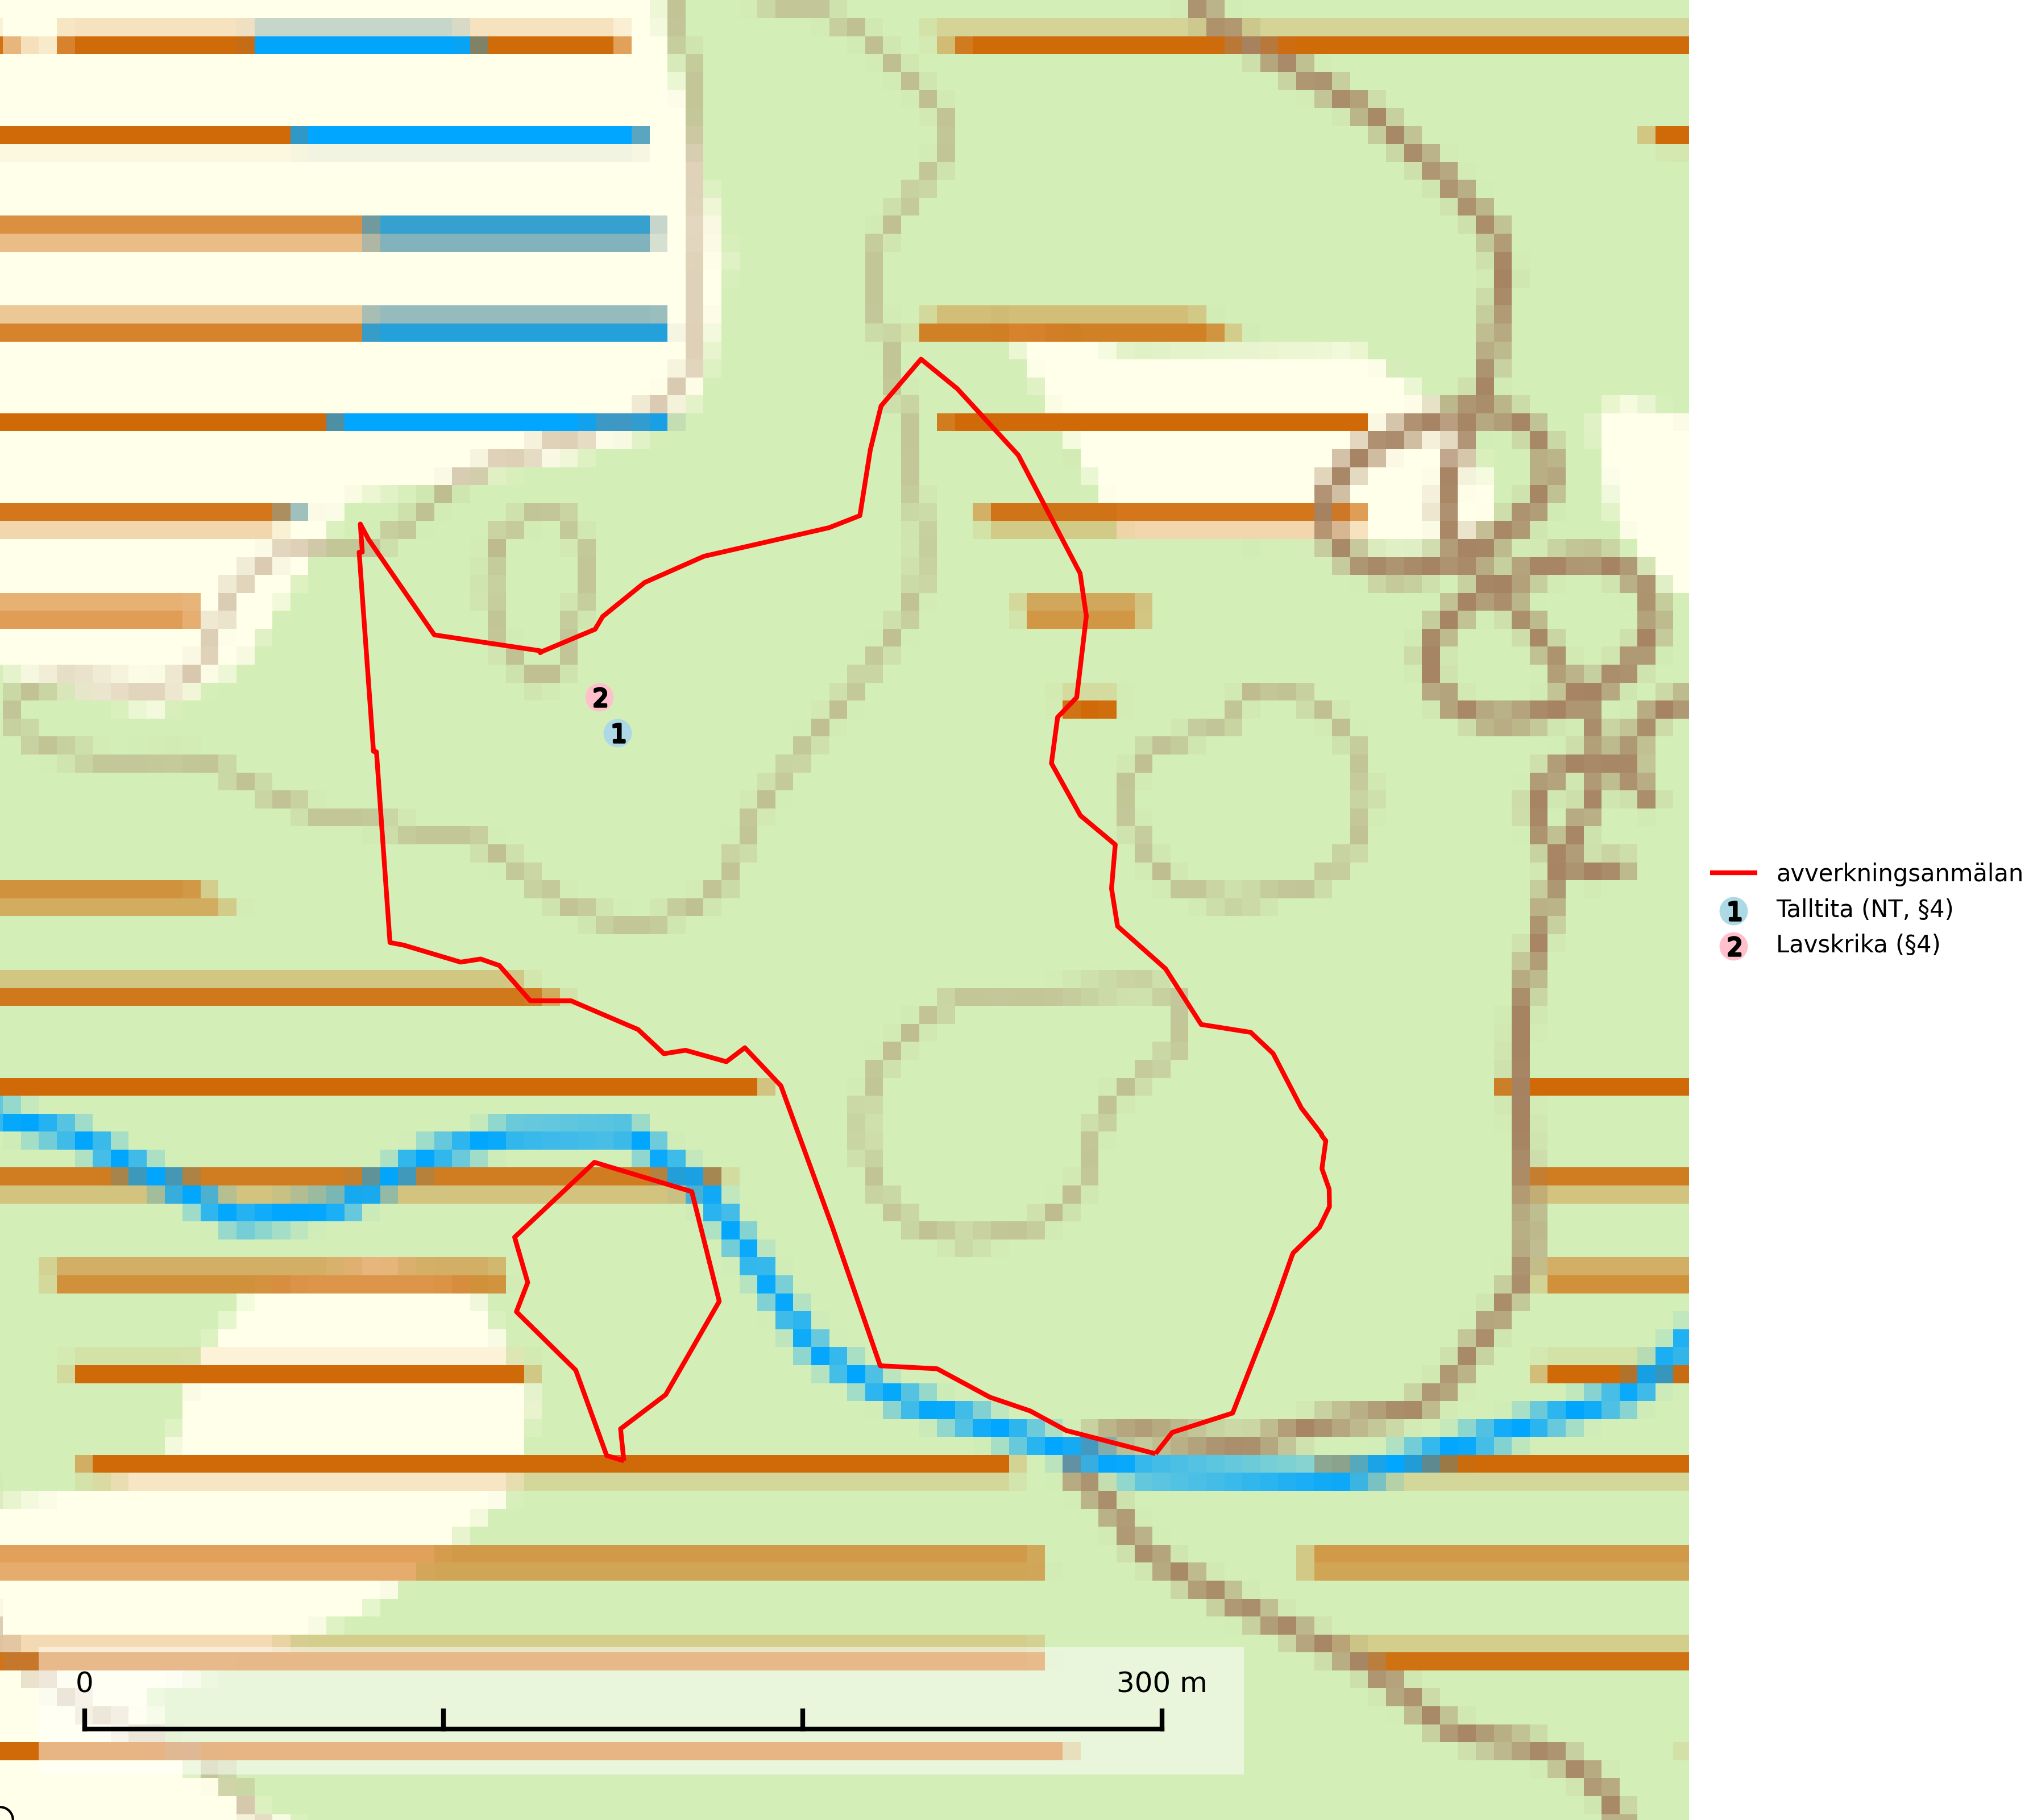 2
1
avverkningsanmälan
1 Talltita (NT, §4)
2 Lavskrika (§4)
0 300 m